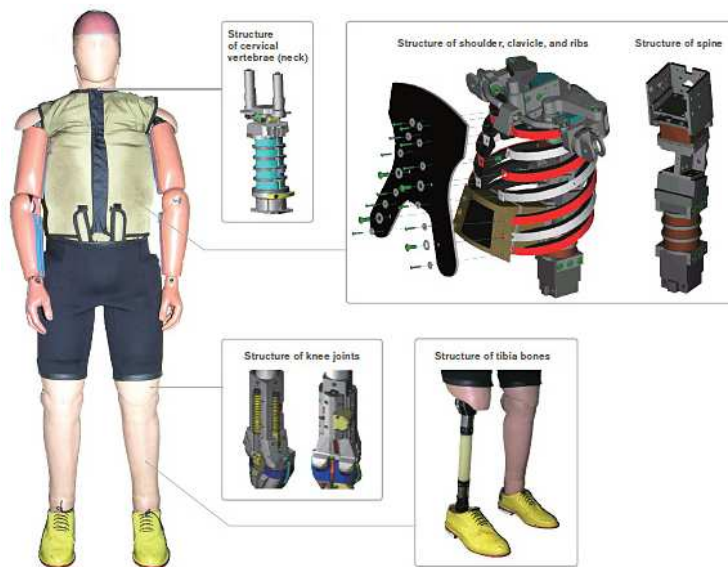 Structure
of cervical
vertebrae (neck)
Structure of shoulder, clavicle, and ribs
Structure of spine
Structure of knee joints
Structure of tibia bones